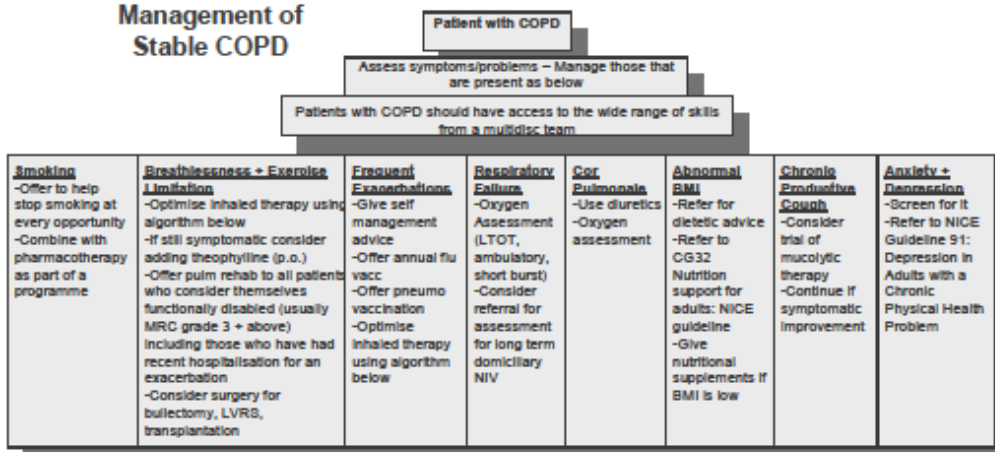 Management of
Stable COPD
Patient with COPD
Assess symptoms/problems – Manage those that
are present as below
Patients with COPD should have access to the wide range of skills
from a multidisc team
Smoking
-Offer to help
stop smoking at
every opportunity
-Combine with
pharmacotherapy
as part of a
programme
Breathlessness + Exercise
Limitation
-Optimise inhaled therapy using
algorithm below
-If still symptomatic consider
adding theophylline (p.o.)
-Offer pulm rehab to all patients
who consider themselves
functionally disabled (usually
MRC grade 3 + above)
including those who have had
recent hospitalisation for an
exacerbation
-Consider surgery for
bullectomy, LVRS,
transplantation
Frequent
Exacerbations
-Give self
management
advice
-Offer annual flu
vacc
-Offer pneumo
vaccination
-Optimise
inhaled therapy
using algorithm
below
Respiratory
Failure
-Oxygen
Assessment
(LTOT,
ambulatory,
short burst)
-Consider
referral for
assessment
for long term
domiciliary
NIV
Cor
Pulmonale
-Use diuretics
-Oxygen
assessment
Abnormal
BMI
-Refer for
dietetic advice
-Refer to
CG32
Nutrition
support for
adults: NICE
guideline
-Give
nutritional
supplements if
BMI is low
Chronic
Productive
Cough
-Consider
trial of
mucolytic
therapy
-Continue if
symptomatic
improvement
Anxiety +
Depression
-Screen for it
-Refer to NICE
Guideline 91:
Depression in
Adults with a
Chronic
Physical Health
Problem